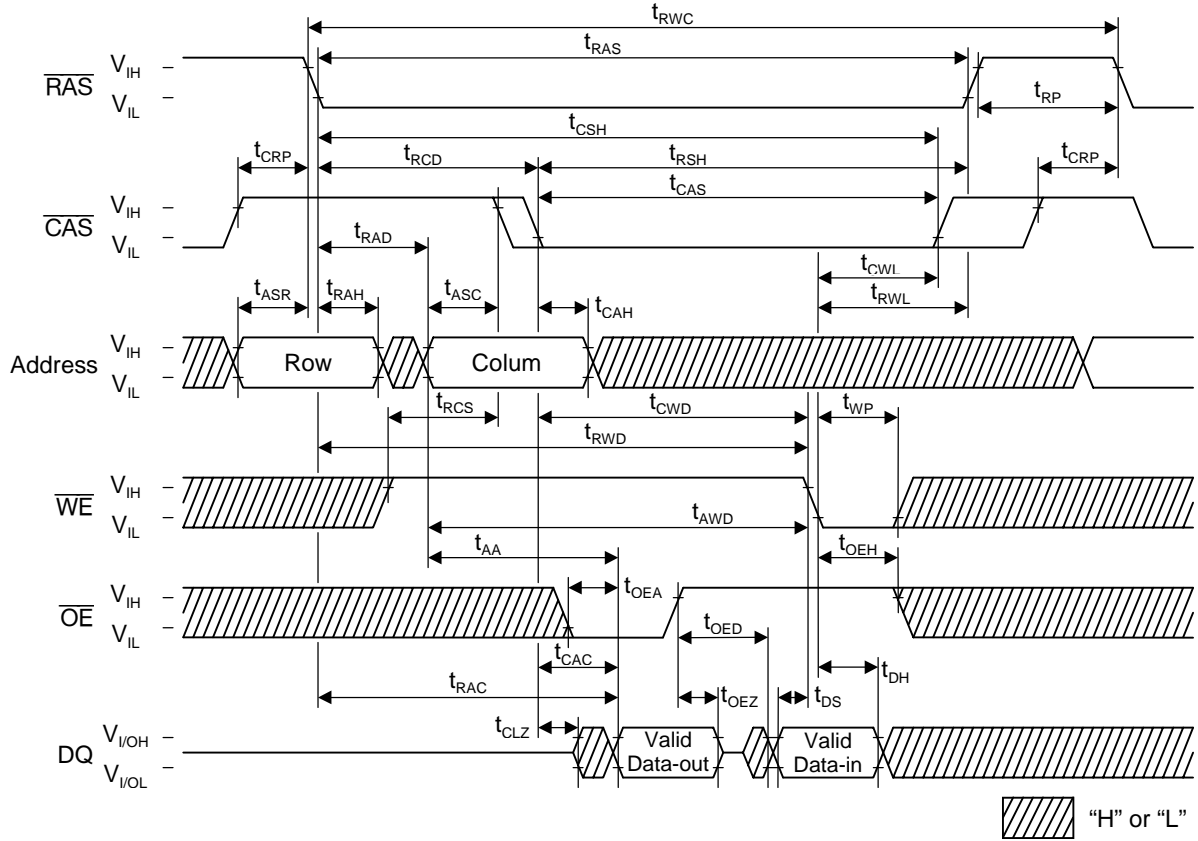 tRWC
tRAS
RAS
VIH
VIL
tRP
tCSH
tCRP
tRCD
tRSH
tCRP
tCAS
CAS
VIH
VIL
tRAD
tCWL
tASR
tRAH
tASC
tCAH
tRWL
Address
VIH
VIL
Row
Colum
tRCS
tCWD
tWP
tRWD
WE
VIH
VIL
tAWD
tAA
tOEH
OE
VIH
VIL
tOEA
tOED
tCAC
tRAC
tOEZ
tDS
tDH
tCLZ
DQ
VI/OH
VI/OL
Valid
Data-out
Valid
Data-in
“H” or “L”